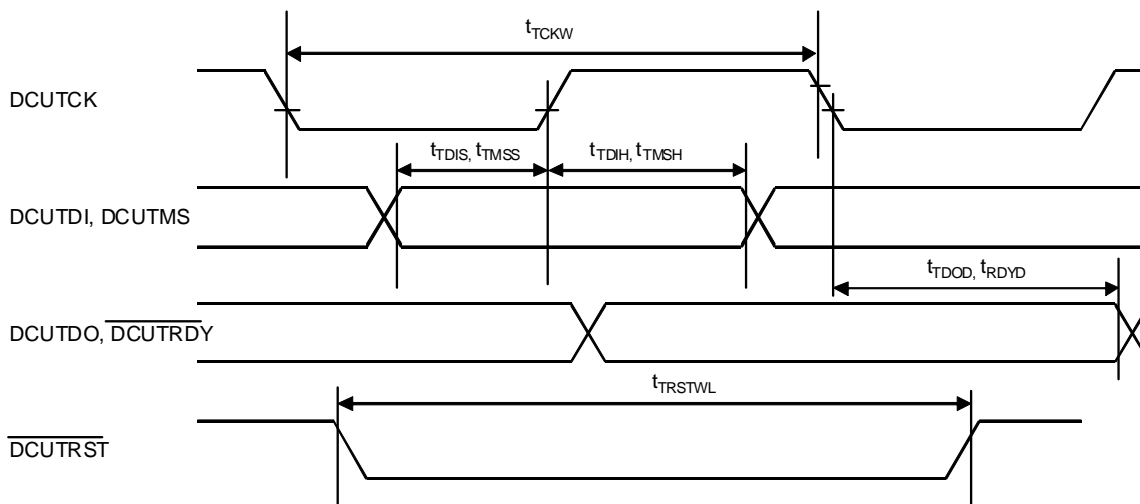 tTCKW
DCUTCK
tTDIS, tTMSS
tTDIH, tTMSH
DCUTDI, DCUTMS
tTDOD, tRDYD
DCUTDO, DCUTRDY
tTRSTWL
DCUTRST